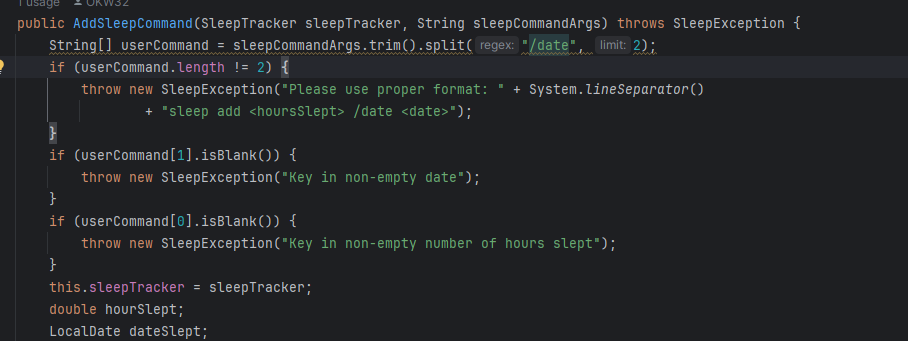 1 usage OKW32
public AddSleepCommand(SleepTracker sleepTracker, String sleepCommandArgs) throws SleepException {
    String[] userCommand = sleepCommandArgs.trim().split( regex: "/date", limit: 2);
    if (userCommand.length != 2) {
        throw new SleepException("Please use proper format: " + System.lineSeparator()
                + "sleep add <hoursSlept> /date <date>");
    }
    if (userCommand[1].isBlank()) {
        throw new SleepException("Key in non-empty date");
    }
    if (userCommand[0].isBlank()) {
        throw new SleepException("Key in non-empty number of hours slept");
    }
    this.sleepTracker = sleepTracker;
    double hourSlept;
    LocalDate dateSlept;